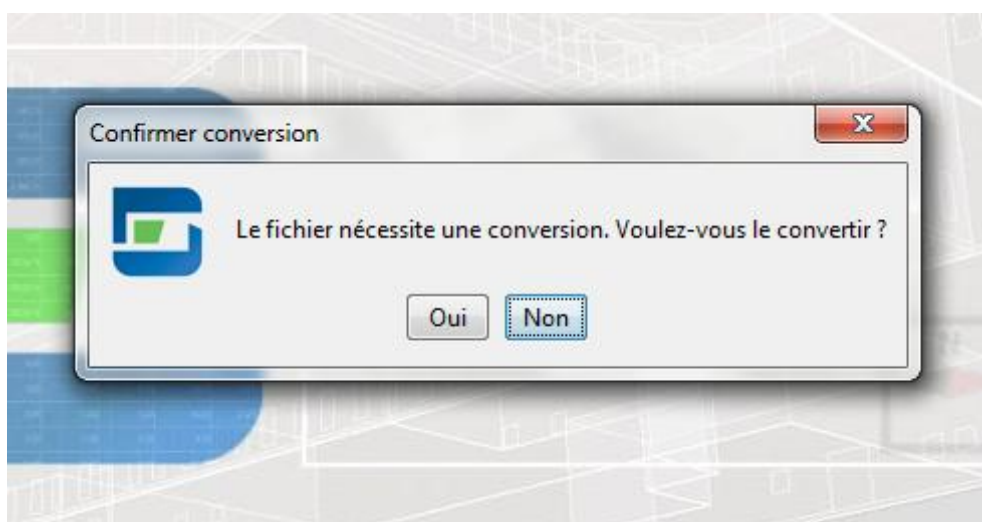 Confirmer conversion
Le fichier nécessite une conversion. Voulez-vous le convertir ?
Oui
Non